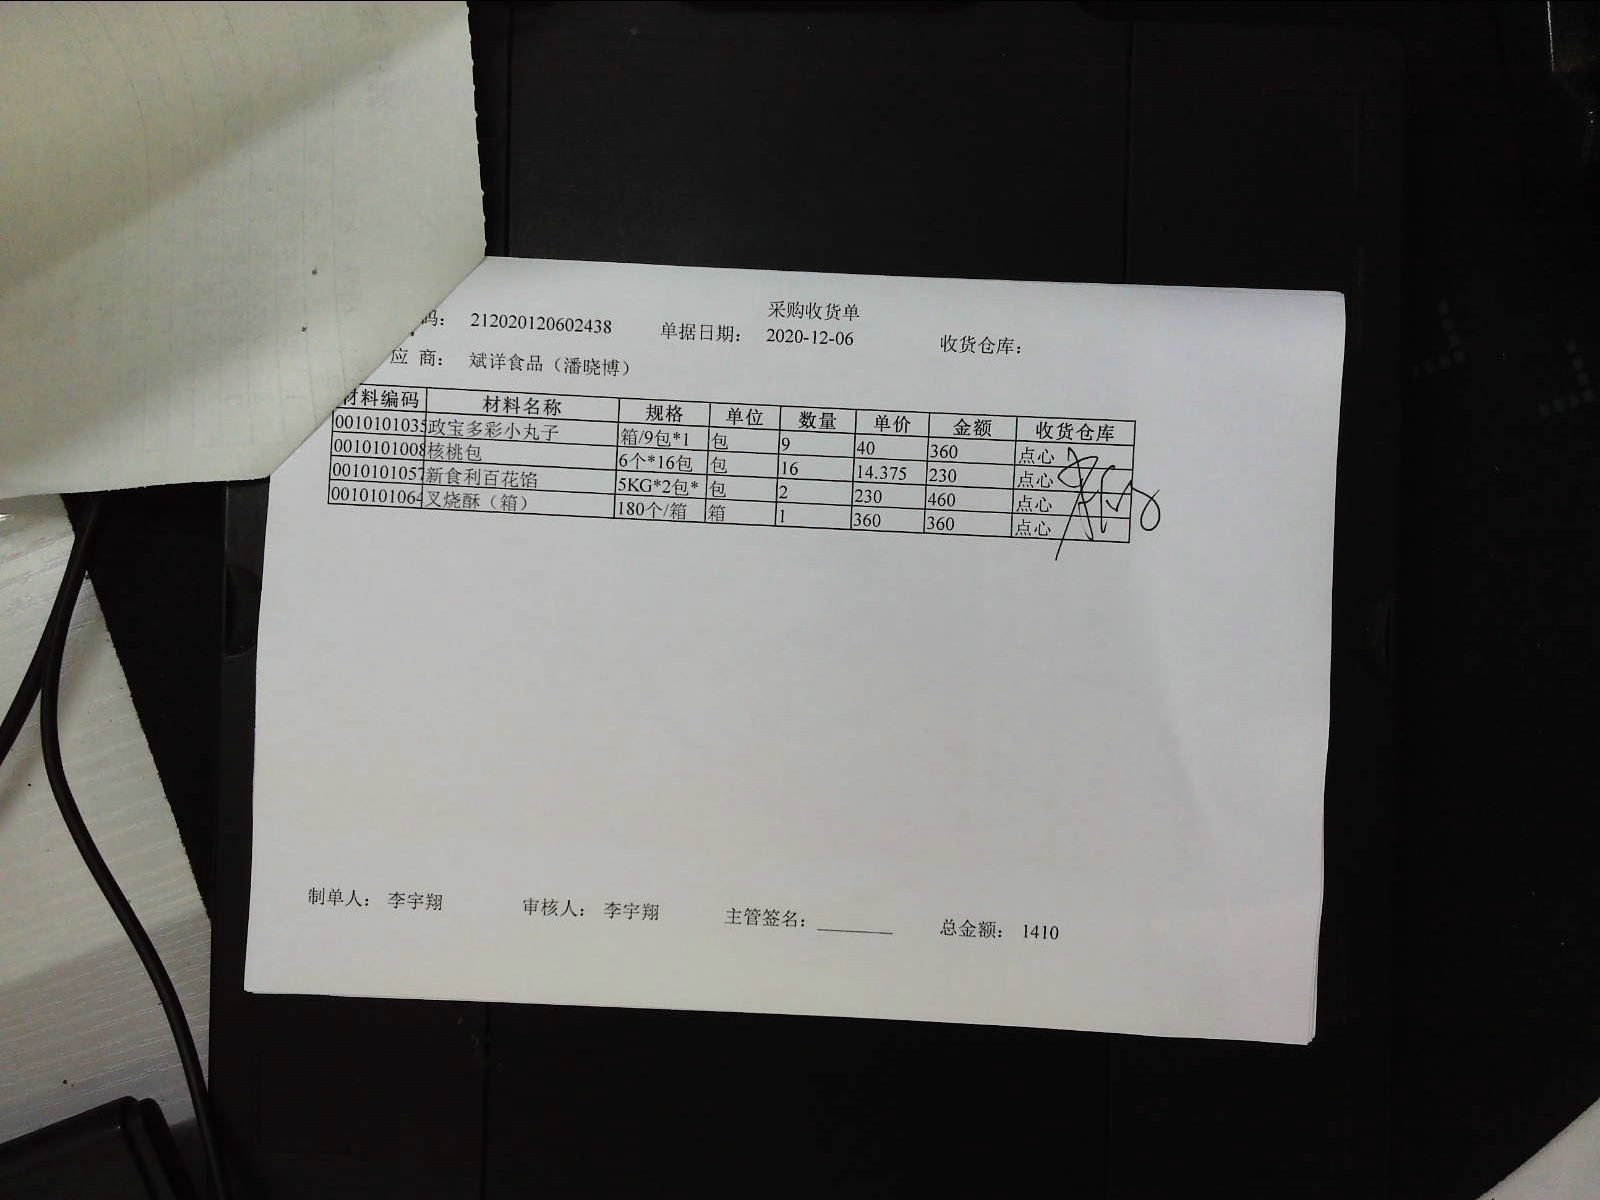 采购收货单
码： 212020120602438 单据日期： 2020-12-06 收货仓库：
应 商： 斌详食品（潘晓博）
材料编码 材料名称 规格 单位 数量 单价 金额 收货仓库
0010101035 政宝多彩小丸子 箱/9包*1 包 9 40 360 点心
0010101008 核桃包 6个*16包 包 16 14.375 230 点心
0010101057 新食利百花馅 5KG*2包* 包 2 230 460 点心
0010101064 叉烧酥（箱） 180个/箱 箱 1 360 360 点心
制单人： 李宇翔 审核人： 李宇翔 主管签名： 总金额： 1410